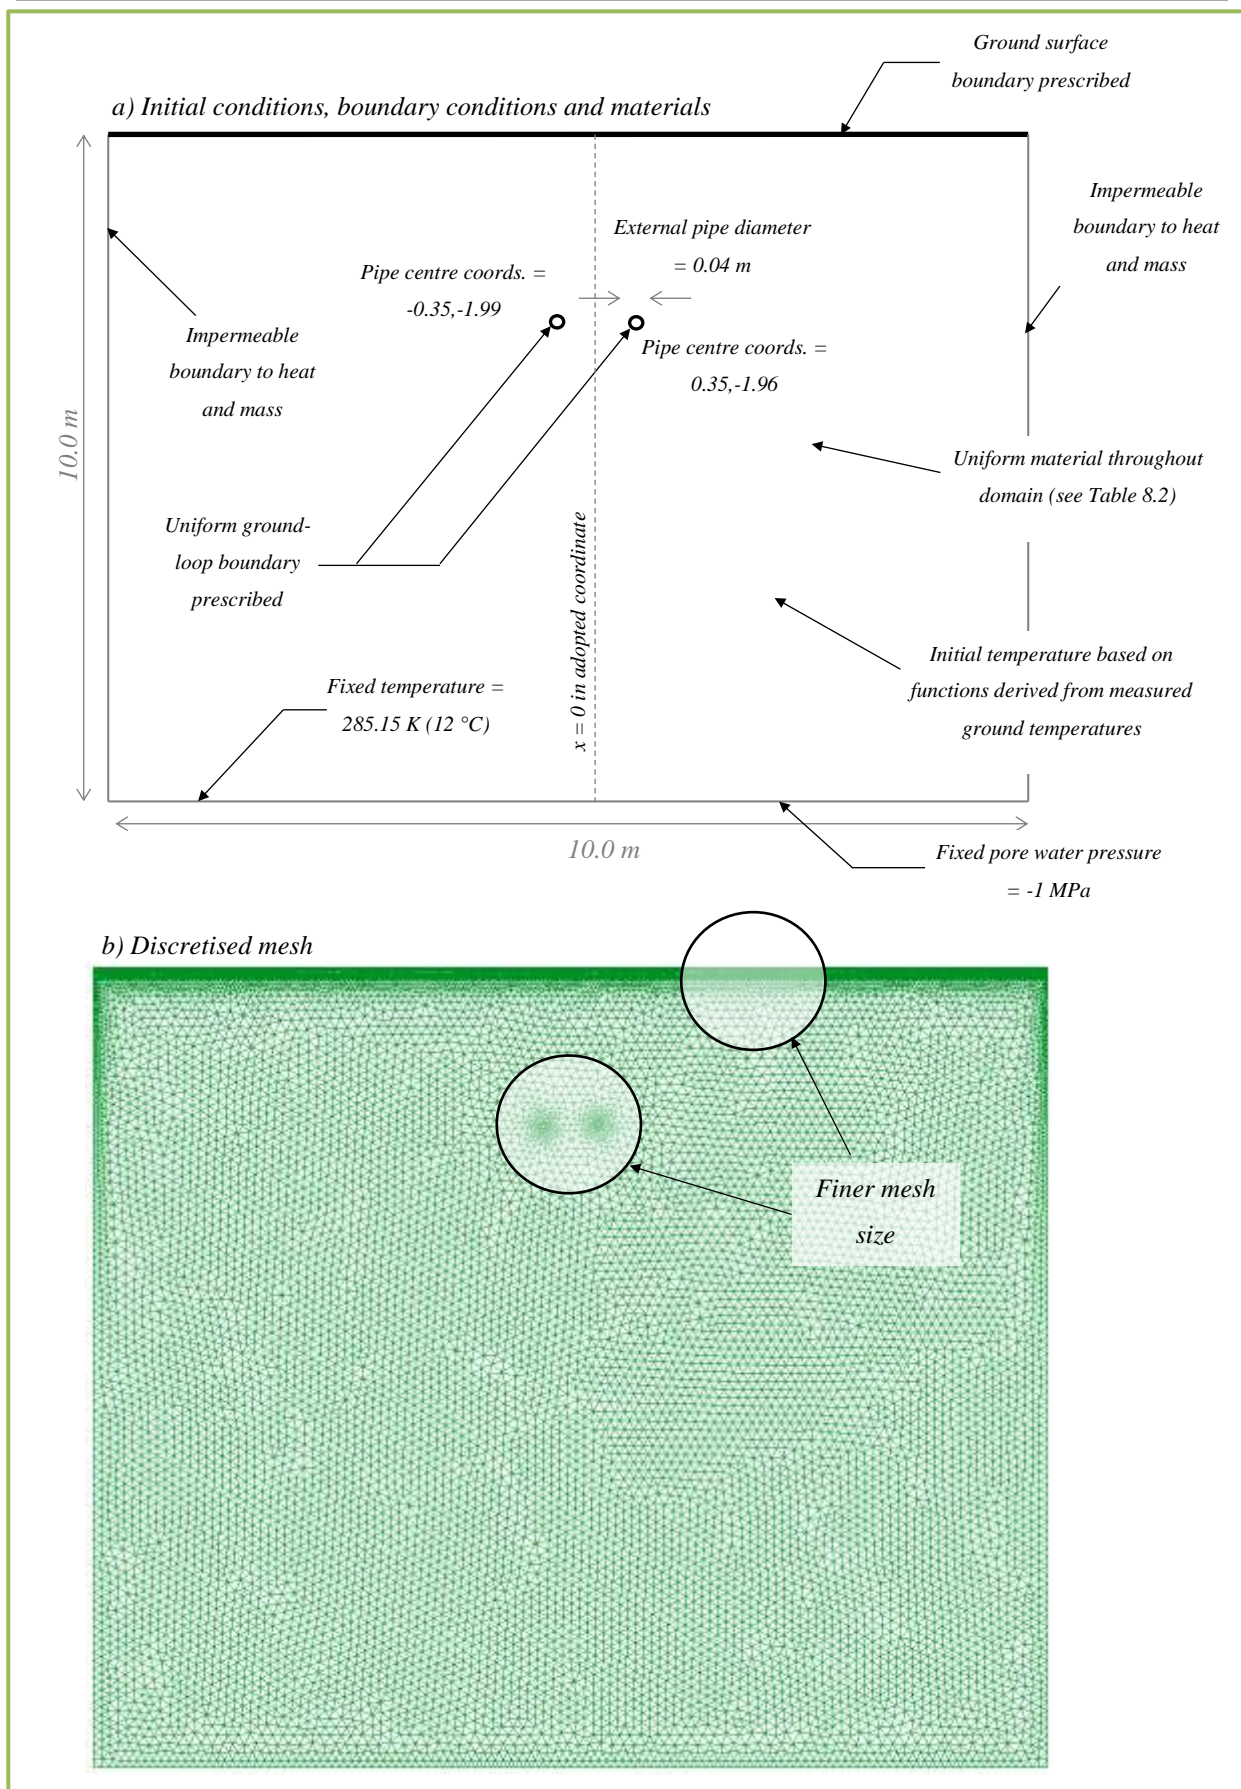 Ground surface
boundary prescribed
a) Initial conditions, boundary conditions and materials
Impermeable
boundary to heat
and mass
External pipe diameter
= 0.04 m
Pipe centre coords. =
-0.35,-1.99
Impermeable
boundary to heat
and mass
Pipe centre coords. =
0.35,-1.96
10.0 m
Uniform material throughout
domain (see Table 8.2)
Uniform ground-
loop boundary
prescribed
x = 0 in adopted coordinate
Initial temperature based on
functions derived from measured
ground temperatures
Fixed temperature =
285.15 K (12 °C)
10.0 m
Fixed pore water pressure
= -1 MPa
b) Discretised mesh
Finer mesh
size